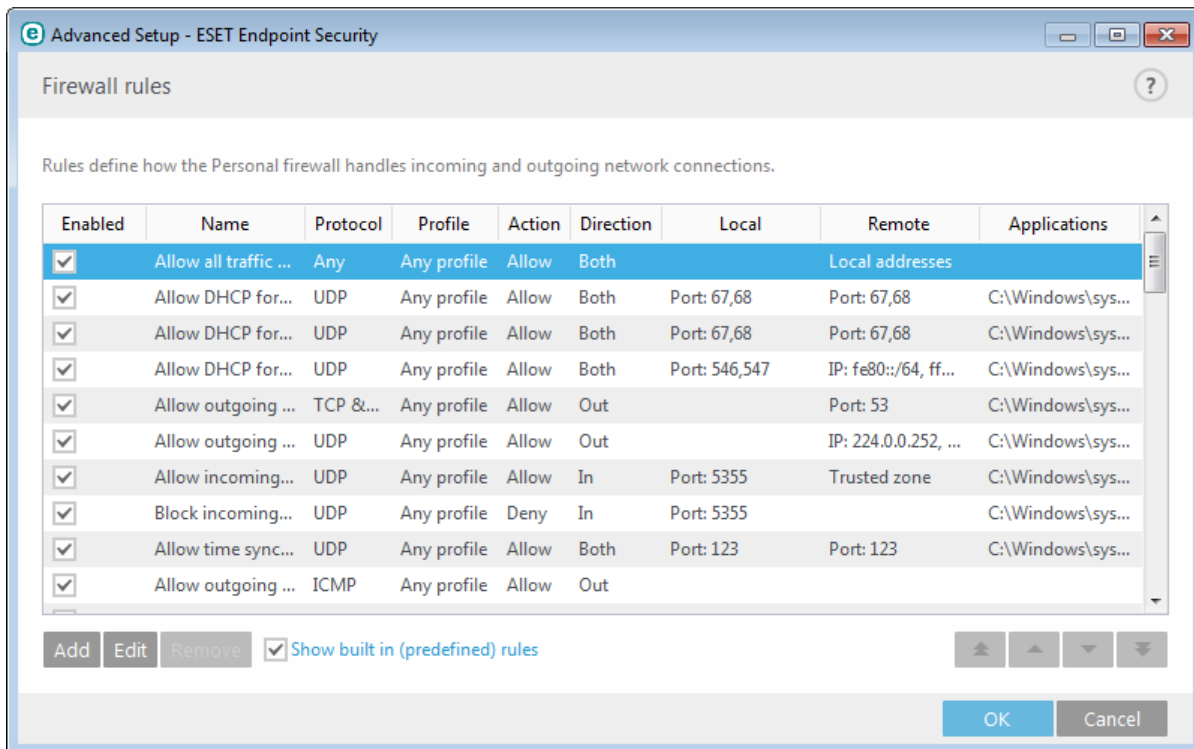 Advanced Setup - ESET Endpoint Security
Firewall rules ?
Rules define how the Personal firewall handles incoming and outgoing network connections.
Enabled Name Protocol Profile Action Direction Local Remote Applications
Allow all traffic ... Any Any profile Allow Both Local addresses
Allow DHCP for... UDP Any profile Allow Both Port: 67,68 Port: 67,68 C:\Windows\sys...
Allow DHCP for... UDP Any profile Allow Both Port: 67,68 Port: 67,68 C:\Windows\sys...
Allow DHCP for... UDP Any profile Allow Both Port: 546,547 IP: fe80::/64, ff... C:\Windows\sys...
Allow outgoing ... TCP &... Any profile Allow Out Port: 53 C:\Windows\sys...
Allow outgoing ... UDP Any profile Allow Out IP: 224.0.0.252, ... C:\Windows\sys...
Allow incoming... UDP Any profile Allow In Port: 5355 Trusted zone C:\Windows\sys...
Block incoming... UDP Any profile Deny In Port: 5355 C:\Windows\sys...
Allow time sync... UDP Any profile Allow Both Port: 123 Port: 123 C:\Windows\sys...
Allow outgoing ... ICMP Any profile Allow Out
Add Edit Remove Show built in (predefined) rules
OK Cancel